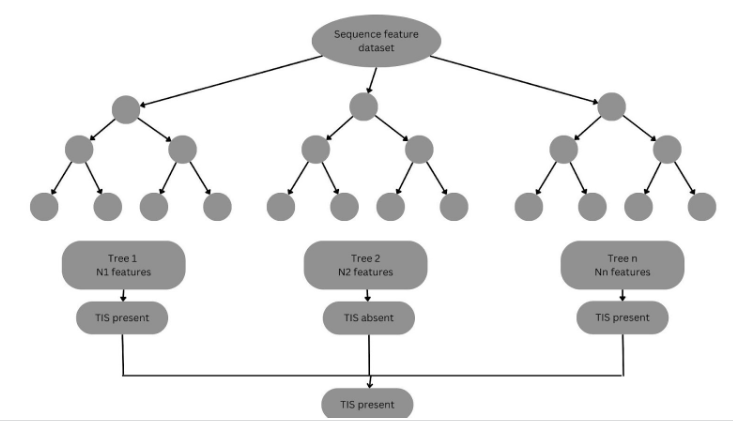 Sequence feature
dataset
Tree 1
N1 features
Tree 2
N2 features
Tree n
Nn features
TIS present
TIS absent
TIS present
TIS present